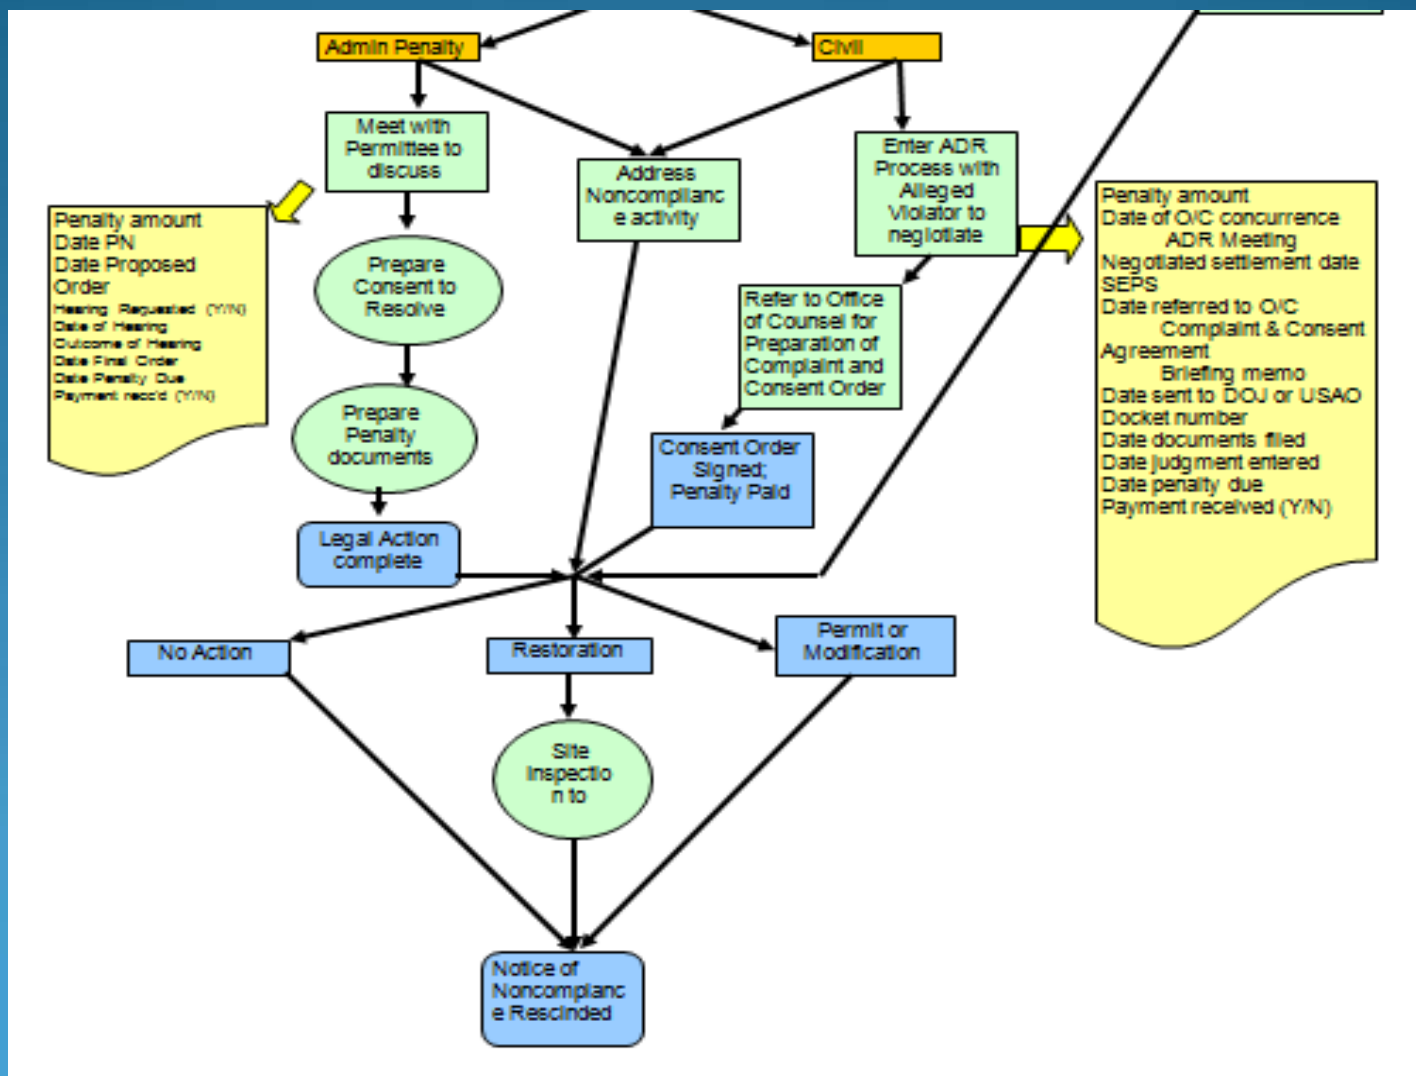 Admin Penalty
Civil
Meet with
Permittee to
discuss
Address
Noncomplianc
e activity
Enter ADR
Process with
Alleged
Violator to
negiotiate
Penalty amount
Date PN
Date Proposed
Order
Hearing Requested (Y/N)
Date of Hearing
Outcome of Hearing
Date Final Order
Date Penalty Due
Payment recc'd (Y/N)
Prepare
Consent to
Resolve
Refer to Office
of Counsel for
Preparation of
Complaint and
Consent Order
Penalty amount
Date of O/C concurrence
ADR Meeting
Negotiated settlement date
SEPS
Date referred to O/C
Complaint & Consent
Agreement
Briefing memo
Date sent to DOJ or USAO
Docket number
Date documents filed
Date judgment entered
Date penalty due
Payment received (Y/N)
Prepare
Penalty
documents
Consent Order
Signed;
Penalty Paid
Legal Action
complete
No Action
Restoration
Permit or
Modification
Site
Inspectio
n to
Notice of
Noncomplianc
e Rescinded